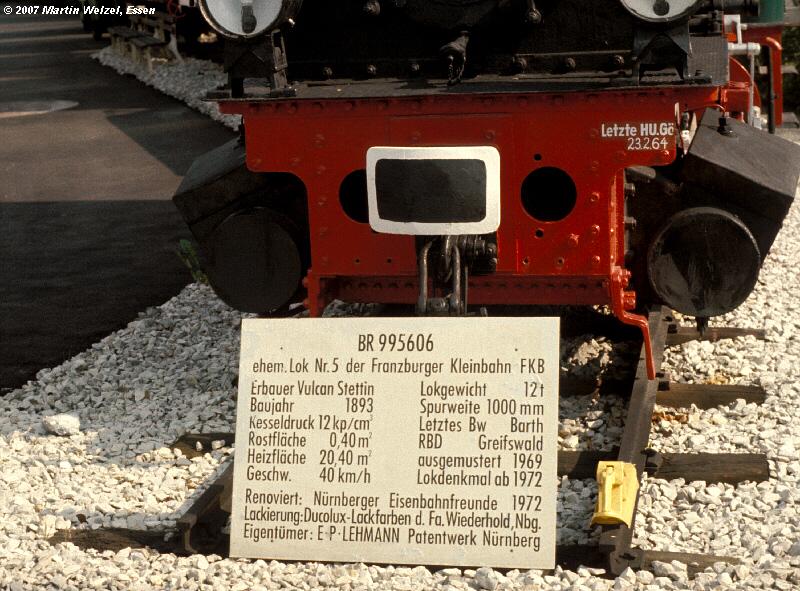 © 2007 Martin Welzel, Essen
Letzte HU.Gö
23.2.64
BR 995606
ehem. Lok Nr. 5 der Franzburger Kleinbahn FKB
Erbauer Vulcan Stettin Lokgewicht 12 t
Baujahr 1893 Spurweite 1000 mm
Kesseldruck 12 kp/cm² Letztes Bw Barth
Rostfläche 0,40 m² RBD Greifswald
Heizfläche 20,40 m² ausgemustert 1969
Geschw. 40 km/h Lokdenkmal ab 1972
Renoviert: Nürnberger Eisenbahnfreunde 1972
Lackierung: Ducolux-Lackfarben d. Fa. Wiederhold, Nbg.
Eigentümer: E·P·LEHMANN Patentwerk Nürnberg